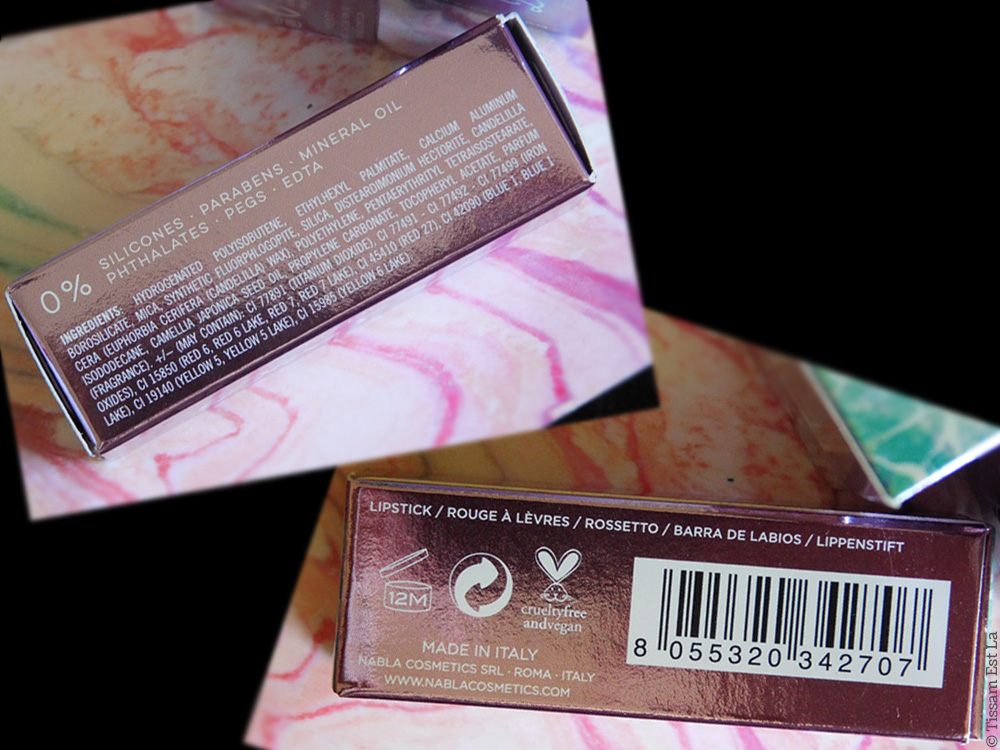 0%
SILICONES · PARABENS · MINERAL OIL
PHTHALATES · PEGS · EDTA
INGREDIENTS: HYDROGENATED POLYISOBUTENE, ETHYLHEXYL PALMITATE, CALCIUM ALUMINUM
BOROSILICATE, MICA, SYNTHETIC FLUORPHLOGOPITE, SILICA, DISTEARDIMONIUM HECTORITE, CANDELILLA
CERA (EUPHORBIA CERIFERA (CANDELILLA) WAX), POLYETHYLENE, PENTAERYTHRITYL TETRAISOSTEARATE,
ISODODECANE, CAMELLIA JAPONICA SEED OIL, PROPYLENE CARBONATE, TOCOPHERYL ACETATE, PARFUM
(FRAGRANCE). +/– (MAY CONTAIN): CI 77891 (TITANIUM DIOXIDE), CI 77491 - CI 77492 - CI 77499 (IRON
OXIDES), CI 15850 (RED 6, RED 6 LAKE, RED 7, RED 7 LAKE), CI 45410 (RED 27), CI 42090 (BLUE 1, BLUE 1
LAKE), CI 19140 (YELLOW 5, YELLOW 5 LAKE), CI 15985 (YELLOW 6 LAKE)
LIPSTICK / ROUGE À LÈVRES / ROSSETTO / BARRA DE LABIOS / LIPPENSTIFT
12M
crueltyfree
andvegan
MADE IN ITALY
NABLA COSMETICS SRL · ROMA · ITALY
WWW.NABLACOSMETICS.COM
8 055320 342707
© Tissam Est La